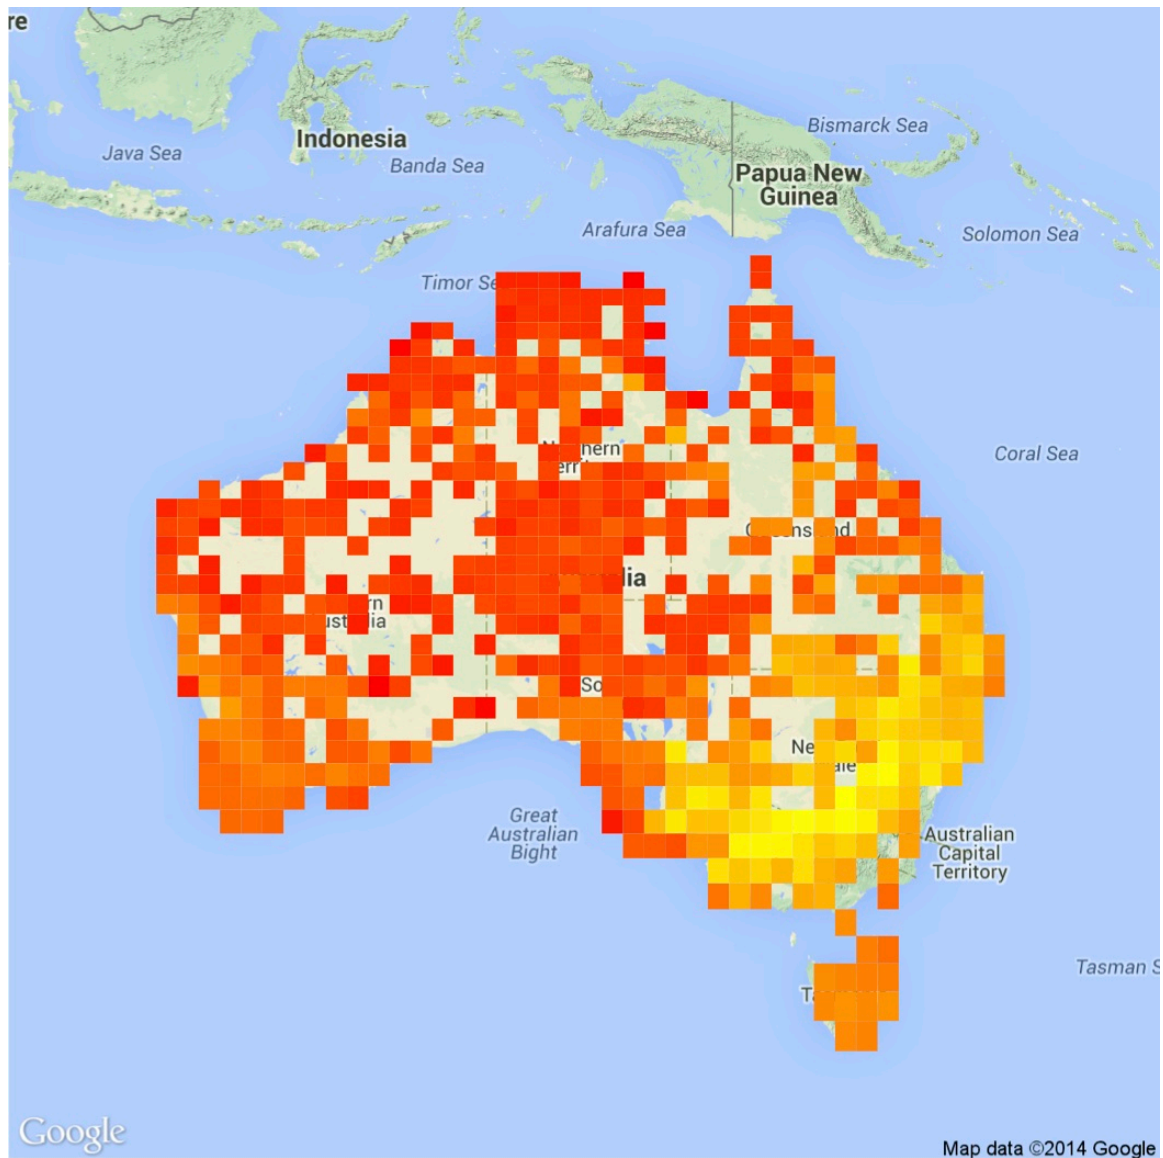 re
Indonesia
Java Sea
Banda Sea
Bismarck Sea
Papua New
Guinea
Arafura Sea
Solomon Sea
Timor Se
Coral Sea
Great
Australian
Bight
Australian
Capital
Territory
Tasman S
Google
Map data ©2014 Google